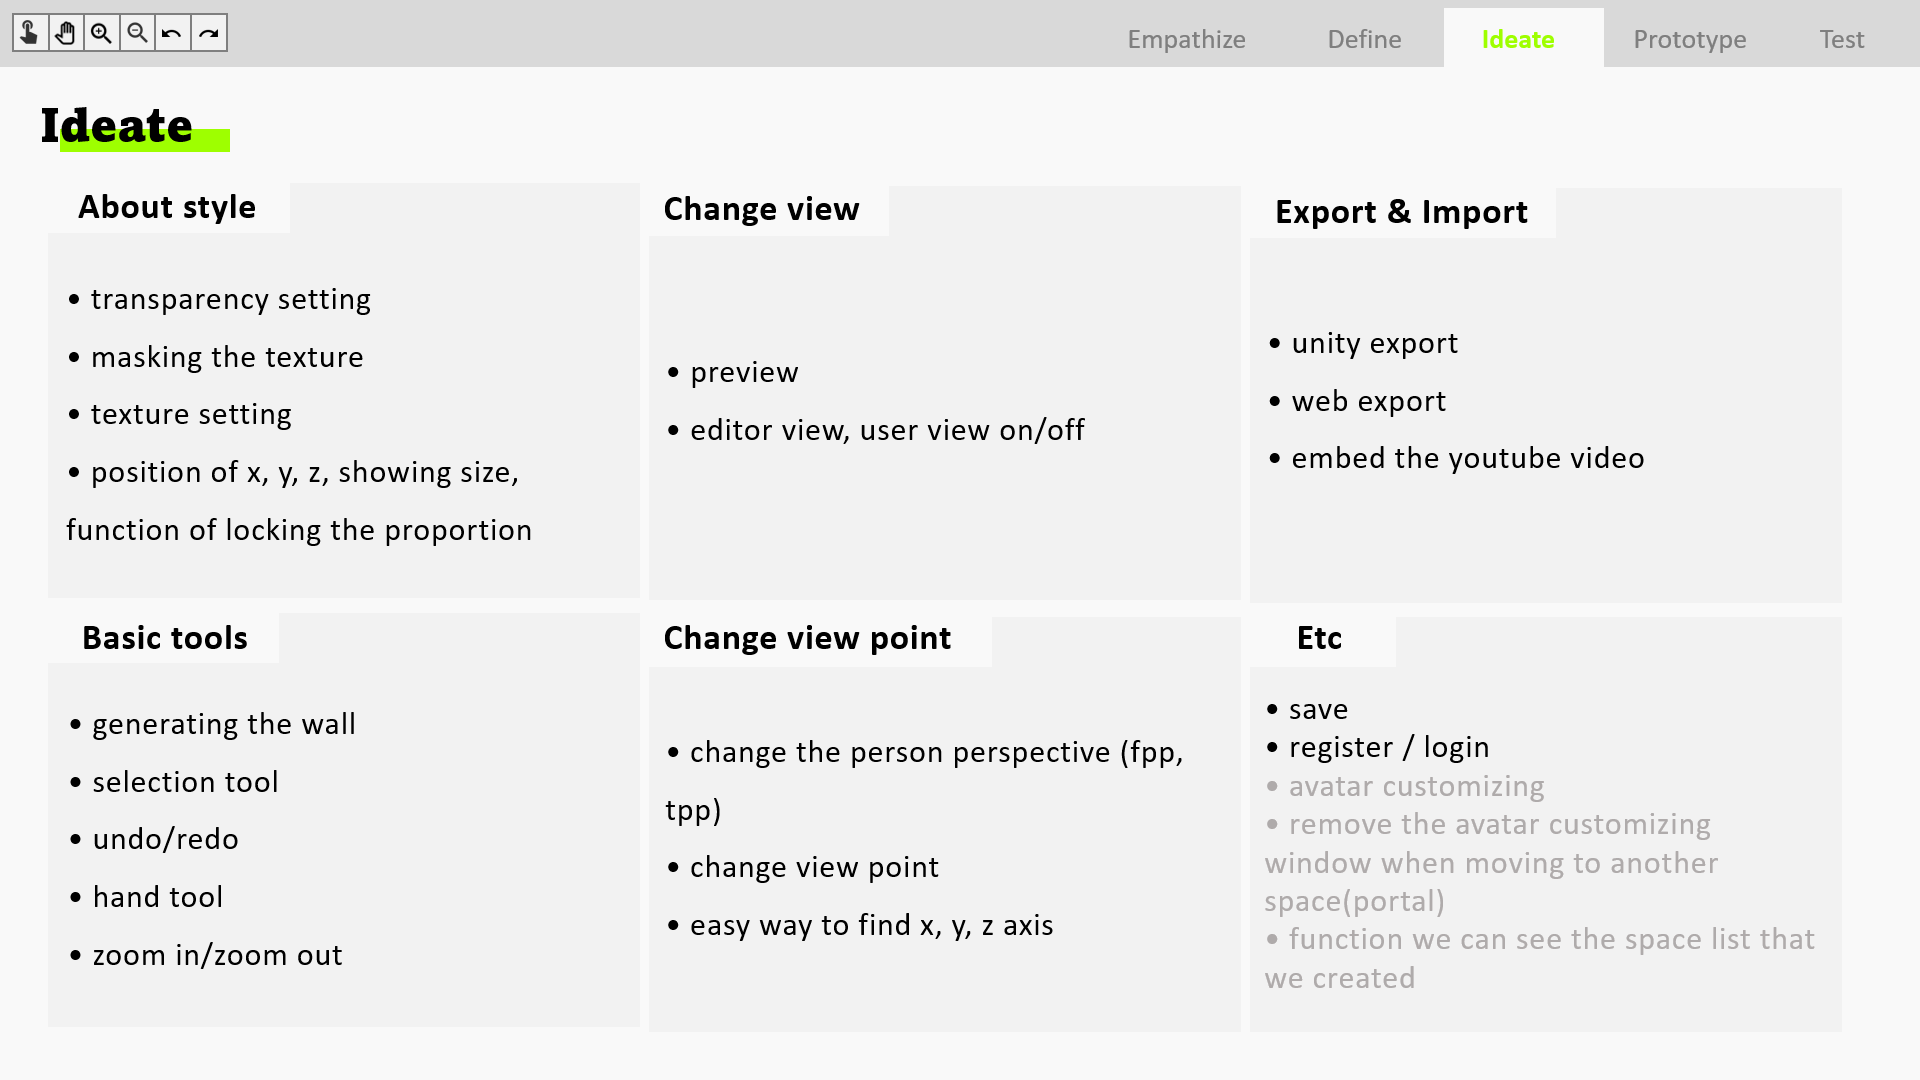 Empathize
Define
Ideate
Prototype
Test
Ideate
About style
• transparency setting
• masking the texture
• texture setting
• position of x, y, z, showing size,
function of locking the proportion
Change view
• preview
• editor view, user view on/off
Export & Import
• unity export
• web export
• embed the youtube video
Basic tools
• generating the wall
• selection tool
• undo/redo
• hand tool
• zoom in/zoom out
Change view point
• change the person perspective (fpp,
tpp)
• change view point
• easy way to find x, y, z axis
Etc
• save
• register / login
• avatar customizing
• remove the avatar customizing
window when moving to another
space(portal)
• function we can see the space list that
we created